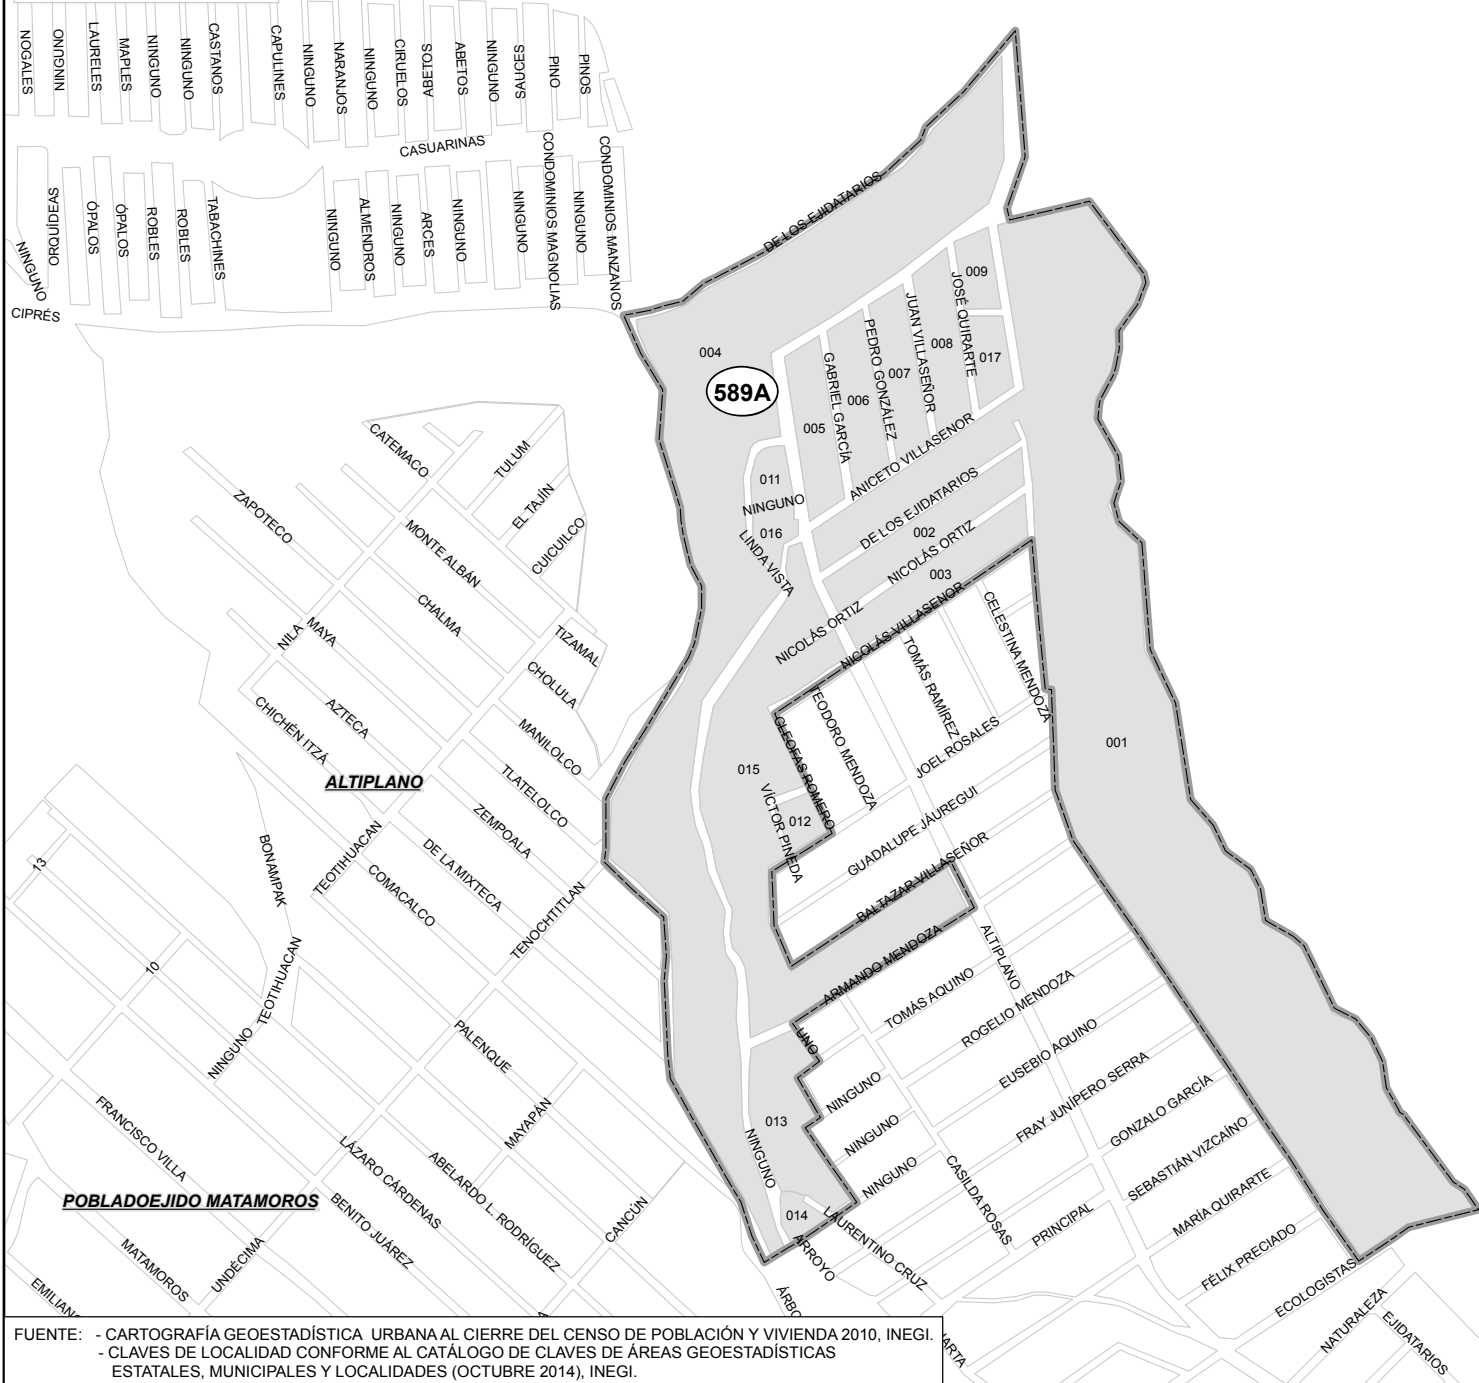 NOGALES
NINGUNO
LAURELES
MAPLES
NINGUNO
NINGUNO
CASTANOS
CAPULINES
NINGUNO
NARANJOS
NINGUNO
CIRUELOS
ABETOS
ABETOS
NINGUNO
SAUCES
PINO
PINOS
CASUARINAS
NINGUNO
ORQUÍDEAS
ÓPALOS
ÓPALOS
ROBLES
ROBLES
TABACHINES
NINGUNO
ALMENDROS
NINGUNO
ARCES
NINGUNO
NINGUNO
CONDOMINIOS MAGNOLIAS
NINGUNO
CONDOMINIOS MANZANOS
CIPRÉS
DE LOS EJIDATARIOS
004
589A
005
GABRIEL GARCÍA
006
PEDRO GONZÁLEZ
007
JUAN VILLASEÑOR
008
JOSÉ QUIRARTE
009
017
ANICETO VILLASENOR
011
NINGUNO
016
LINDA VISTA
DE LOS EJIDATARIOS
002
NICOLÁS ORTIZ
003
NICOLÁS ORTIZ
NICOLÁS VILLASENOR
CELESTINA MENDOZA
TOMÁS RAMÍREZ
TEODORO MENDOZA
CLEOFAS ROMERO
JOEL ROSALES
001
015
012
VÍCTOR PINEDA
GUADALUPE JÁUREGUI
BALTAZAR VILLASEÑOR
ARMANDO MENDOZA
ALTIPLANO
TOMÁS AQUINO
ROGELIO MENDOZA
EUSEBIO AQUINO
FRAY JUNÍPERO SERRA
GONZALO GARCÍA
SEBASTIÁN VIZCAÍNO
MARÍA QUIRARTE
FÉLIX PRECIADO
ECOLOGISTAS
NATURALEZA
EJIDATARIOS
PRINCIPAL
CASILDA ROSAS
UNO
NINGUNO
NINGUNO
NINGUNO
013
NINGUNO
014
LAURENTINO CRUZ
ARROYO
CATEMACO
TULUM
EL TAJÍN
CUICUILCO
ZAPOTECO
MONTE ALBÁN
CHALMA
NILA
MAYA
TIZAMAL
CHOLULA
MANILOLCO
AZTECA
CHICHÉN ITZÁ
ALTIPLANO
TLATELOLCO
ZEMPOALA
DE LA MIXTECA
TEOTIHUACAN
COMACALCO
BONAMPAK
TENOCHTITLAN
13
10
TEOTIHUACAN
NINGUNO
PALENQUE
MAYAPÁN
FRANCISCO VILLA
LÁZARO CÁRDENAS
ABELARDO L. RODRÍGUEZ
BENITO JUÁREZ
CANCÚN
POBLADOEJIDO MATAMOROS
MATAMOROS
UNDÉCIMA
EMILIAN
ÁRBO
ARTA
FUENTE: - CARTOGRAFÍA GEOESTADÍSTICA URBANA AL CIERRE DEL CENSO DE POBLACIÓN Y VIVIENDA 2010, INEGI.
- CLAVES DE LOCALIDAD CONFORME AL CATÁLOGO DE CLAVES DE ÁREAS GEOESTADÍSTICAS
ESTATALES, MUNICIPALES Y LOCALIDADES (OCTUBRE 2014), INEGI.